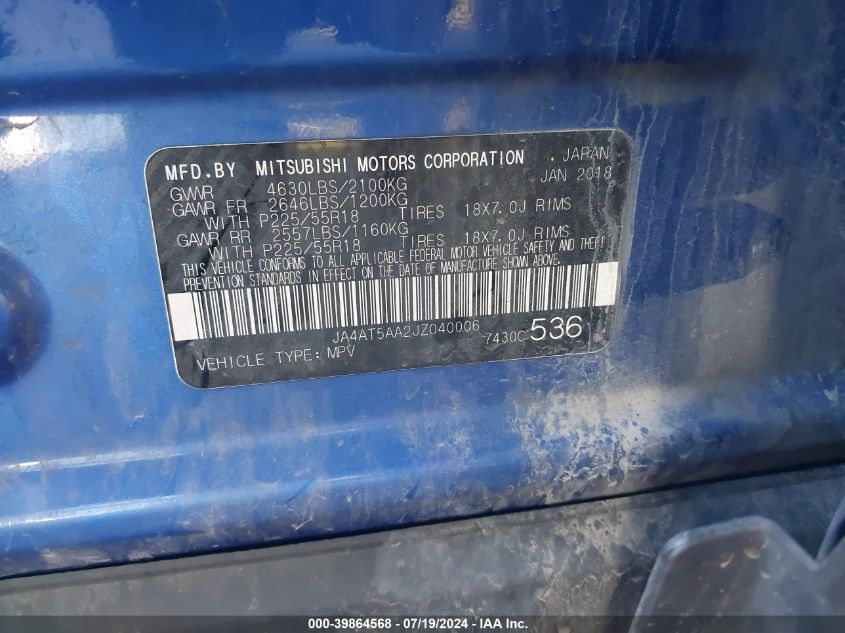 MFD.BY MITSUBISHI MOTORS CORPORATION . JAPAN
JAN 2018
GVWR 4630LBS/2100KG
GAWR FR 2646LBS/1200KG
WITH P225/55R18 TIRES 18X7.0J RIMS
GAWR RR 2557LBS/1160KG
WITH P225/55R18 TIRES 18X7.0J RIMS
THIS VEHICLE CONFORMS TO ALL APPLICABLE FEDERAL MOTOR VEHICLE SAFETY AND THEFT
PREVENTION STANDARDS IN EFFECT ON THE DATE OF MANUFACTURE SHOWN ABOVE.
JA4AT5AA2JZ040006
7430C 536
VEHICLE TYPE: MPV
000-39864568 - 07/19/2024 - IAA Inc.